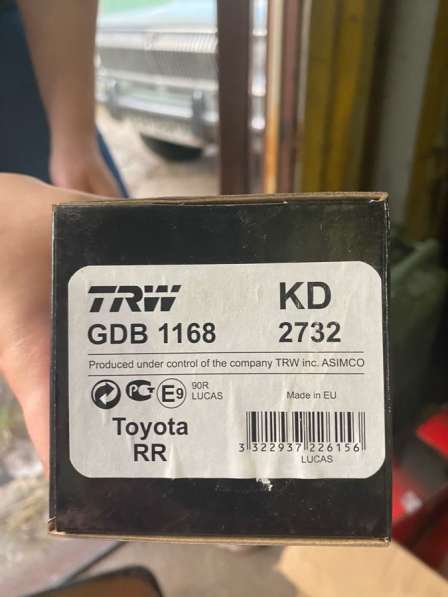 TRW
KD
GDB 1168
2732
Produced under control of the company TRW inc. ASIMCO
E9
90R
LUCAS
Made in EU
Toyota
RR
3 322937 226156
LUCAS